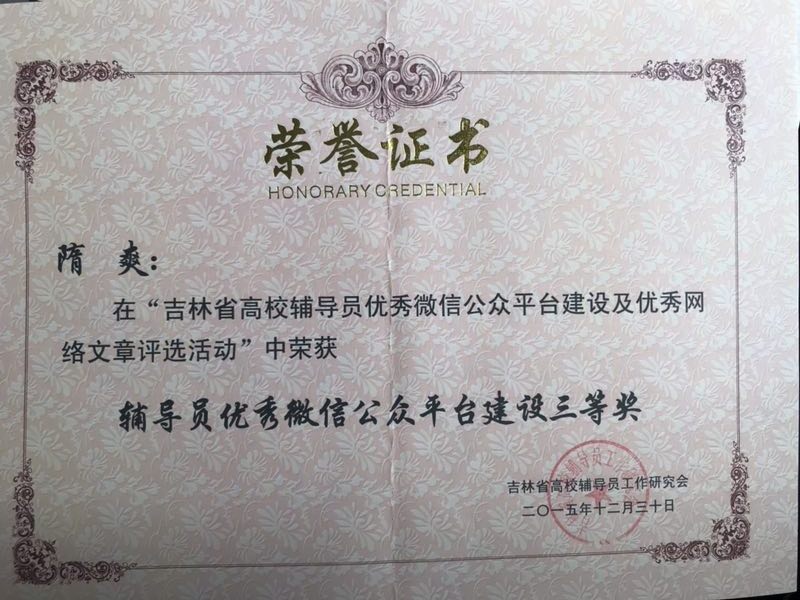 荣誉证书
HONORARY CREDENTIAL
隋 爽：
在“吉林省高校辅导员优秀微信公众平台建设及优秀网
络文章评选活动”中荣获
辅导员优秀微信公众平台建设三等奖
吉林省高校辅导员工作研究会
二〇一五年十二月三十日